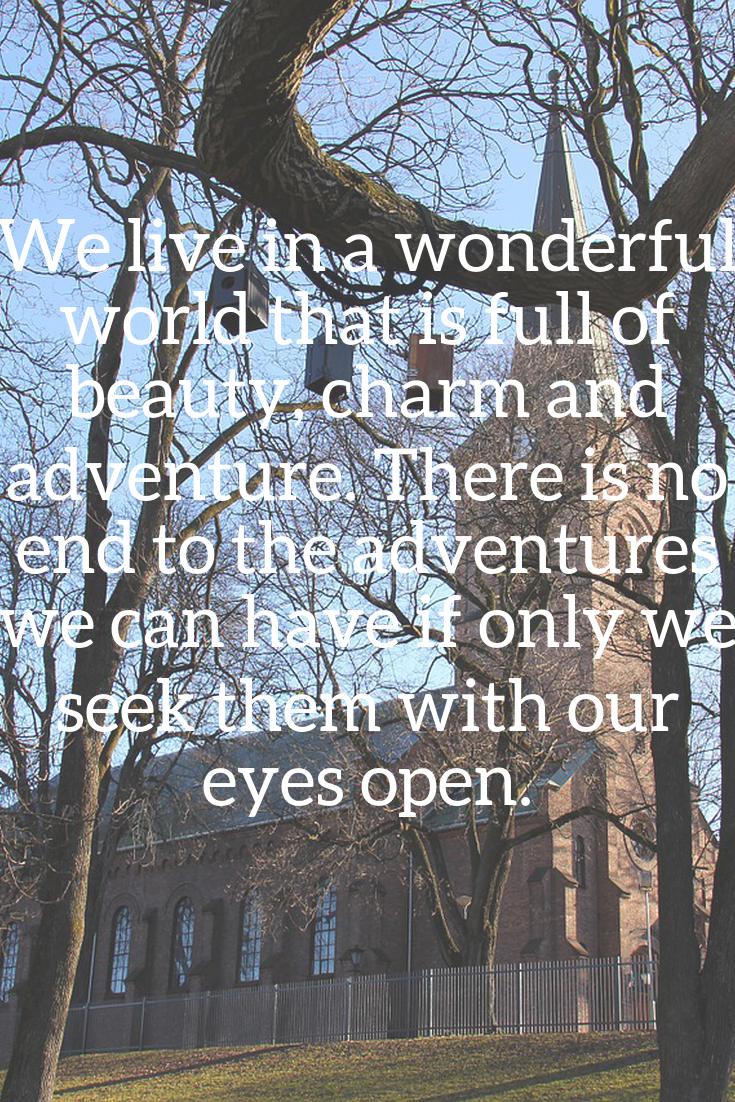 We live in a wonderful
world that is full of
beauty, charm and
adventure. There is no
end to the adventures
we can have if only we
seek them with our
eyes open.